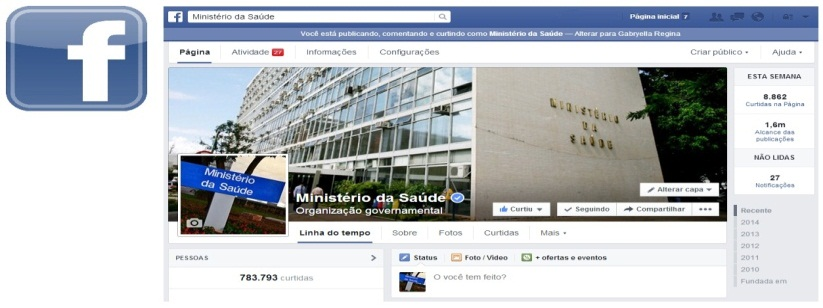 f
f Ministério da Saúde Página inicial 7
Você está publicando, comentando e curtindo como Ministério da Saúde — Alterar para Gabryella Regina
Página Atividade 27 Informações Configurações Criar público Ajuda
MINISTÉRIO
DA
SAÚDE
Ministério
da Saúde
Ministério da Saúde
Organização governamental
Alterar capa
Curtiu Seguindo Compartilhar •••
Linha do tempo Sobre Fotos Curtidas Mais
PESSOAS
783.793 curtidas
Status Foto / Vídeo + ofertas e eventos
O você tem feito?
ESTA SEMANA
8.862
Curtidas na Página
1,6m
Alcance das
publicações
NÃO LIDAS
27
Notificações
Recente
2014
2013
2012
2011
2010
Fundada em